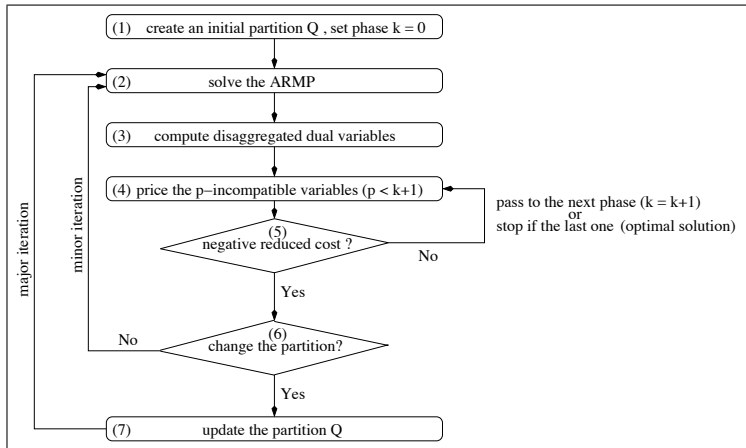 (1) create an initial partition Q , set phase k = 0
(2) solve the ARMP
(3) compute disaggregated dual variables
(4) price the p−incompatible variables (p < k+1)
pass to the next phase (k = k+1)
or
stop if the last one (optimal solution)
(5)
negative reduced cost ?
No
Yes
(6)
change the partition?
No
Yes
(7) update the partition Q
major iteration
minor iteration